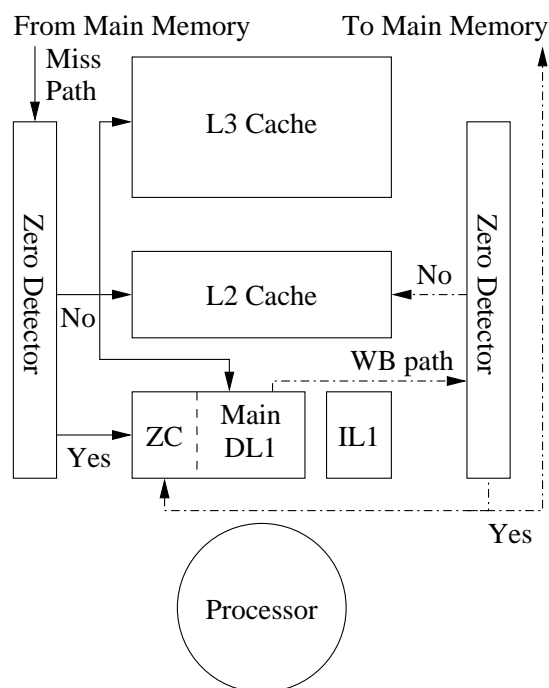 From Main Memory
To Main Memory
Miss
Path
L3 Cache
Zero Detector
Zero Detector
L2 Cache
No
No
WB path
ZC
Main
DL1
IL1
Yes
Yes
Processor